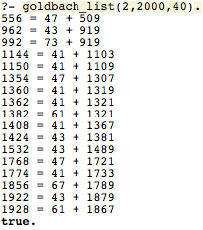 ?- goldbach_list(2,2000,40).
556 = 47 + 509
962 = 43 + 919
992 = 73 + 919
1144 = 41 + 1103
1150 = 41 + 1109
1354 = 47 + 1307
1360 = 41 + 1319
1362 = 41 + 1321
1382 = 61 + 1321
1408 = 41 + 1367
1424 = 43 + 1381
1532 = 43 + 1489
1768 = 47 + 1721
1774 = 41 + 1733
1856 = 67 + 1789
1922 = 43 + 1879
1928 = 61 + 1867
true.